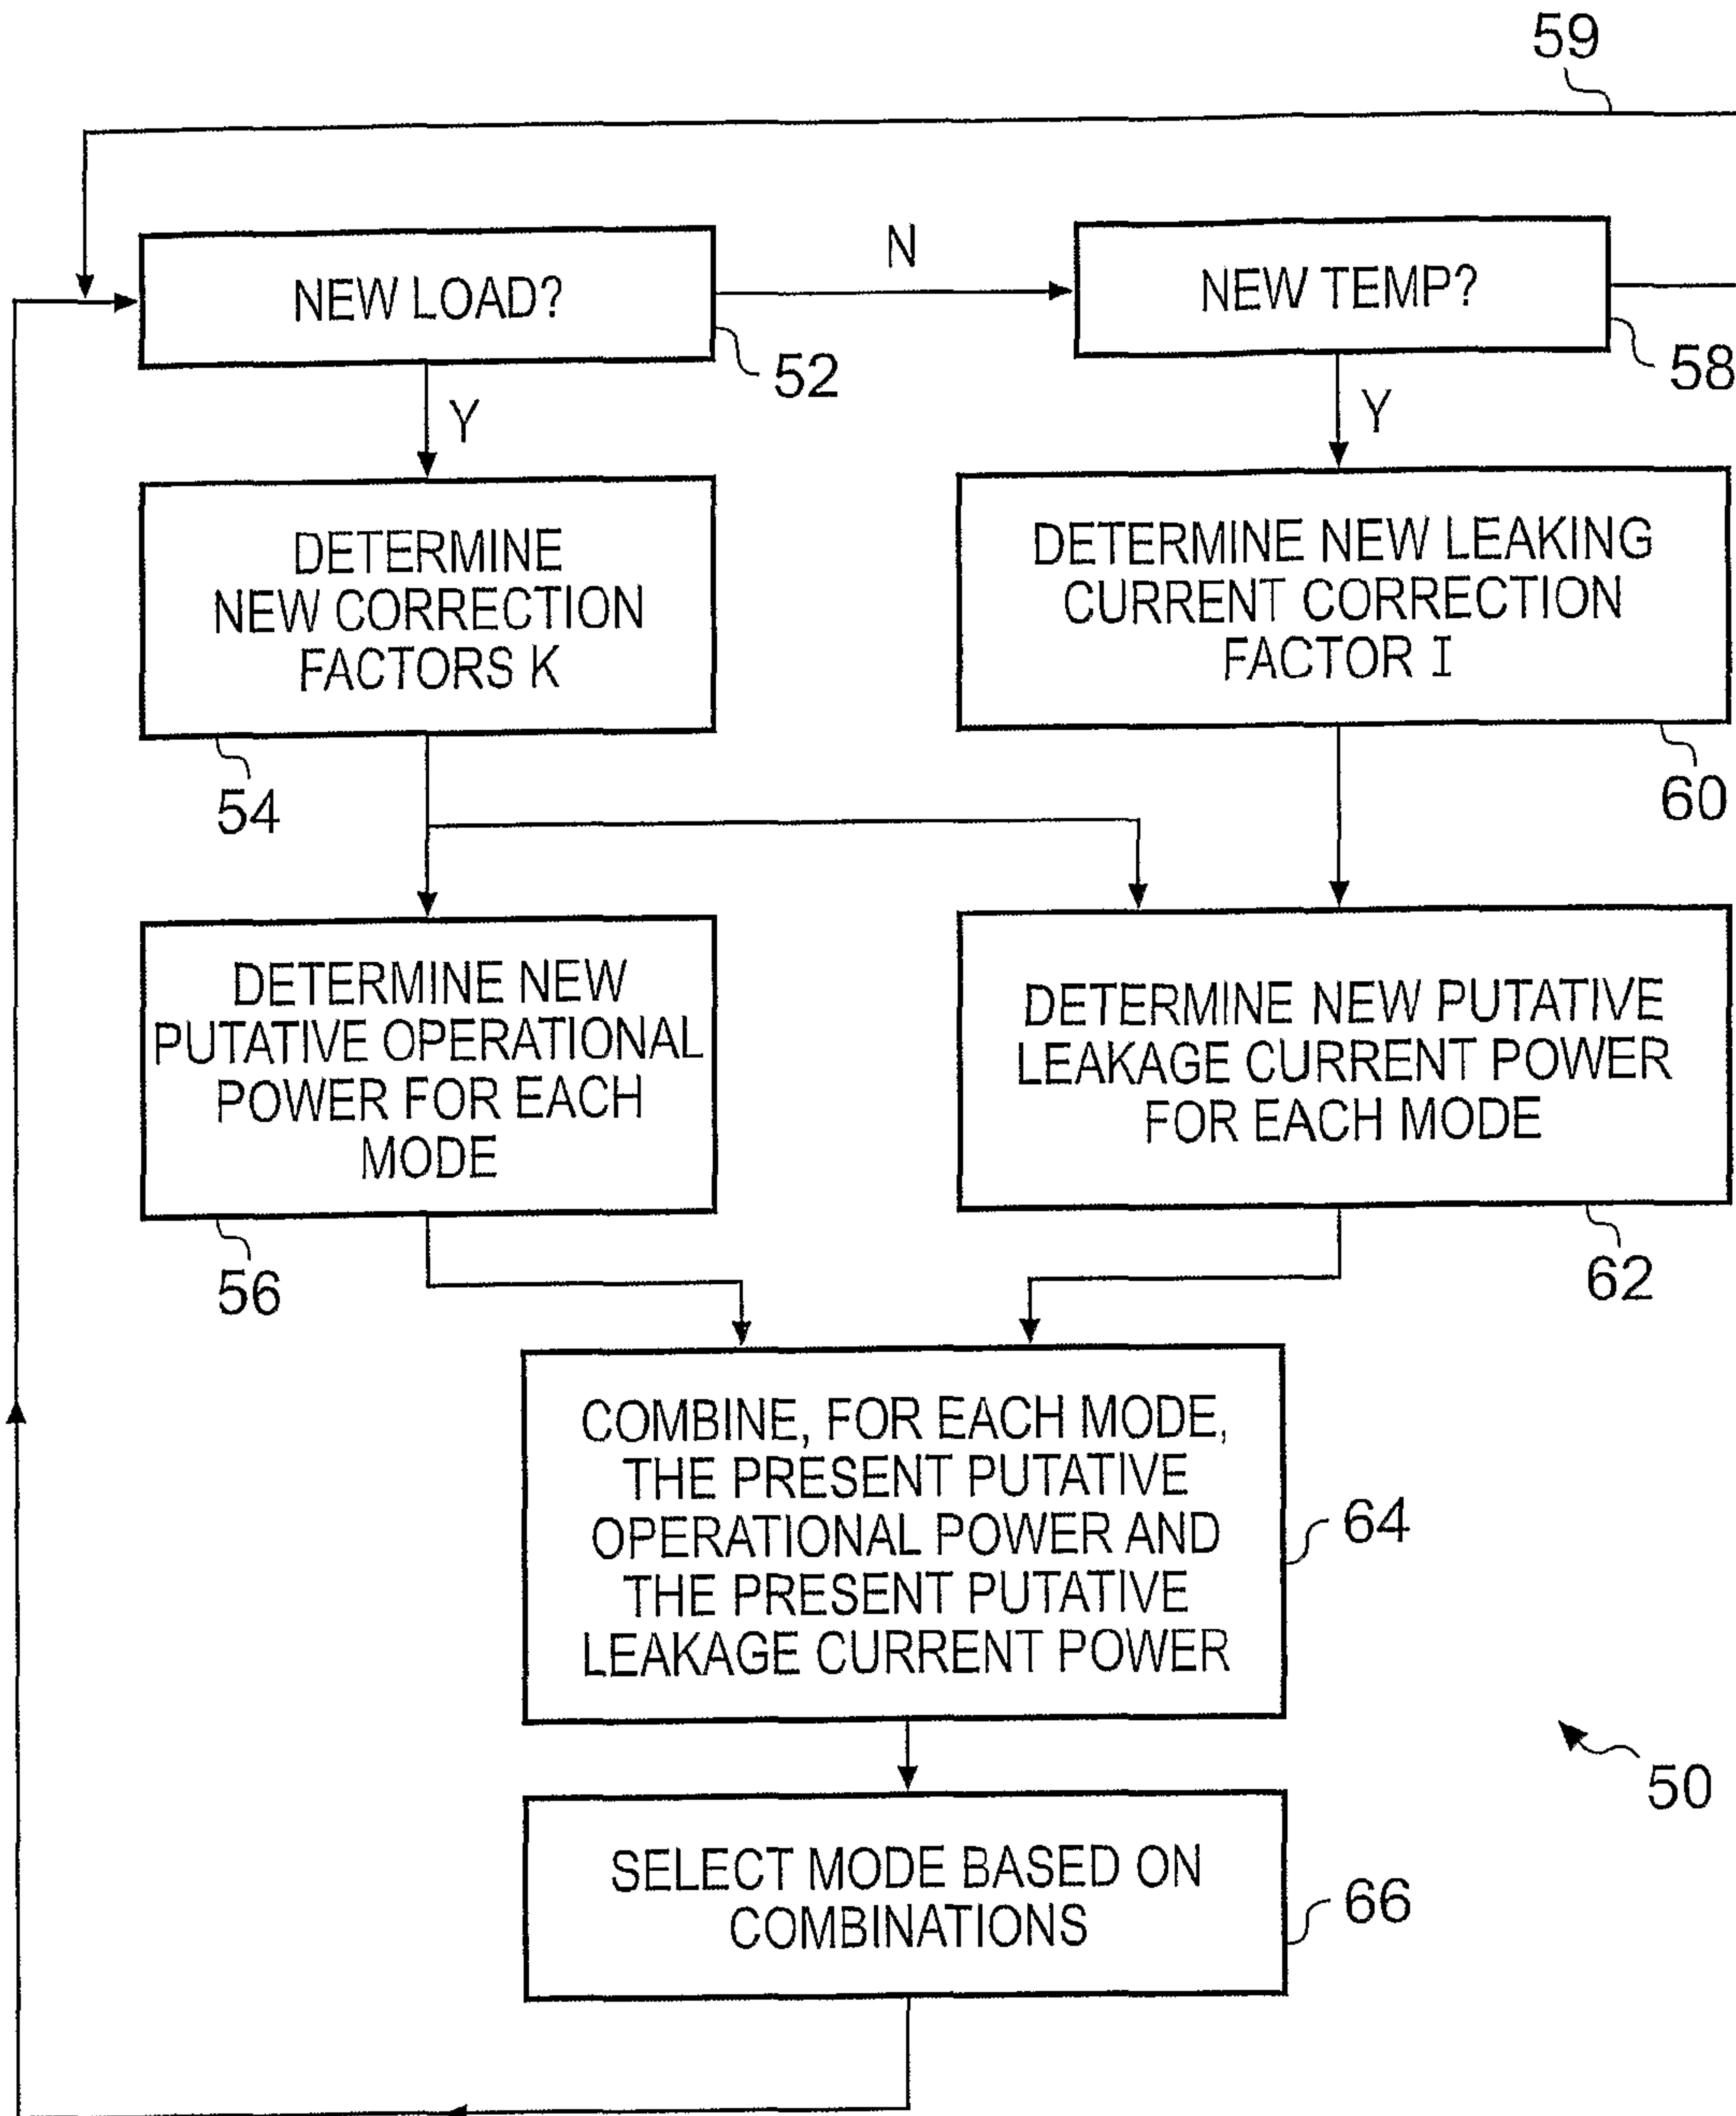 59
NEW LOAD?
N
NEW TEMP?
52
58
Y
Y
DETERMINE
NEW CORRECTION
FACTORS K
DETERMINE NEW LEAKING
CURRENT CORRECTION
FACTOR I
54
60
DETERMINE NEW
PUTATIVE OPERATIONAL
POWER FOR EACH
MODE
DETERMINE NEW PUTATIVE
LEAKAGE CURRENT POWER
FOR EACH MODE
56
62
COMBINE, FOR EACH MODE,
THE PRESENT PUTATIVE
OPERATIONAL POWER AND
THE PRESENT PUTATIVE
LEAKAGE CURRENT POWER
64
50
SELECT MODE BASED ON
COMBINATIONS
66